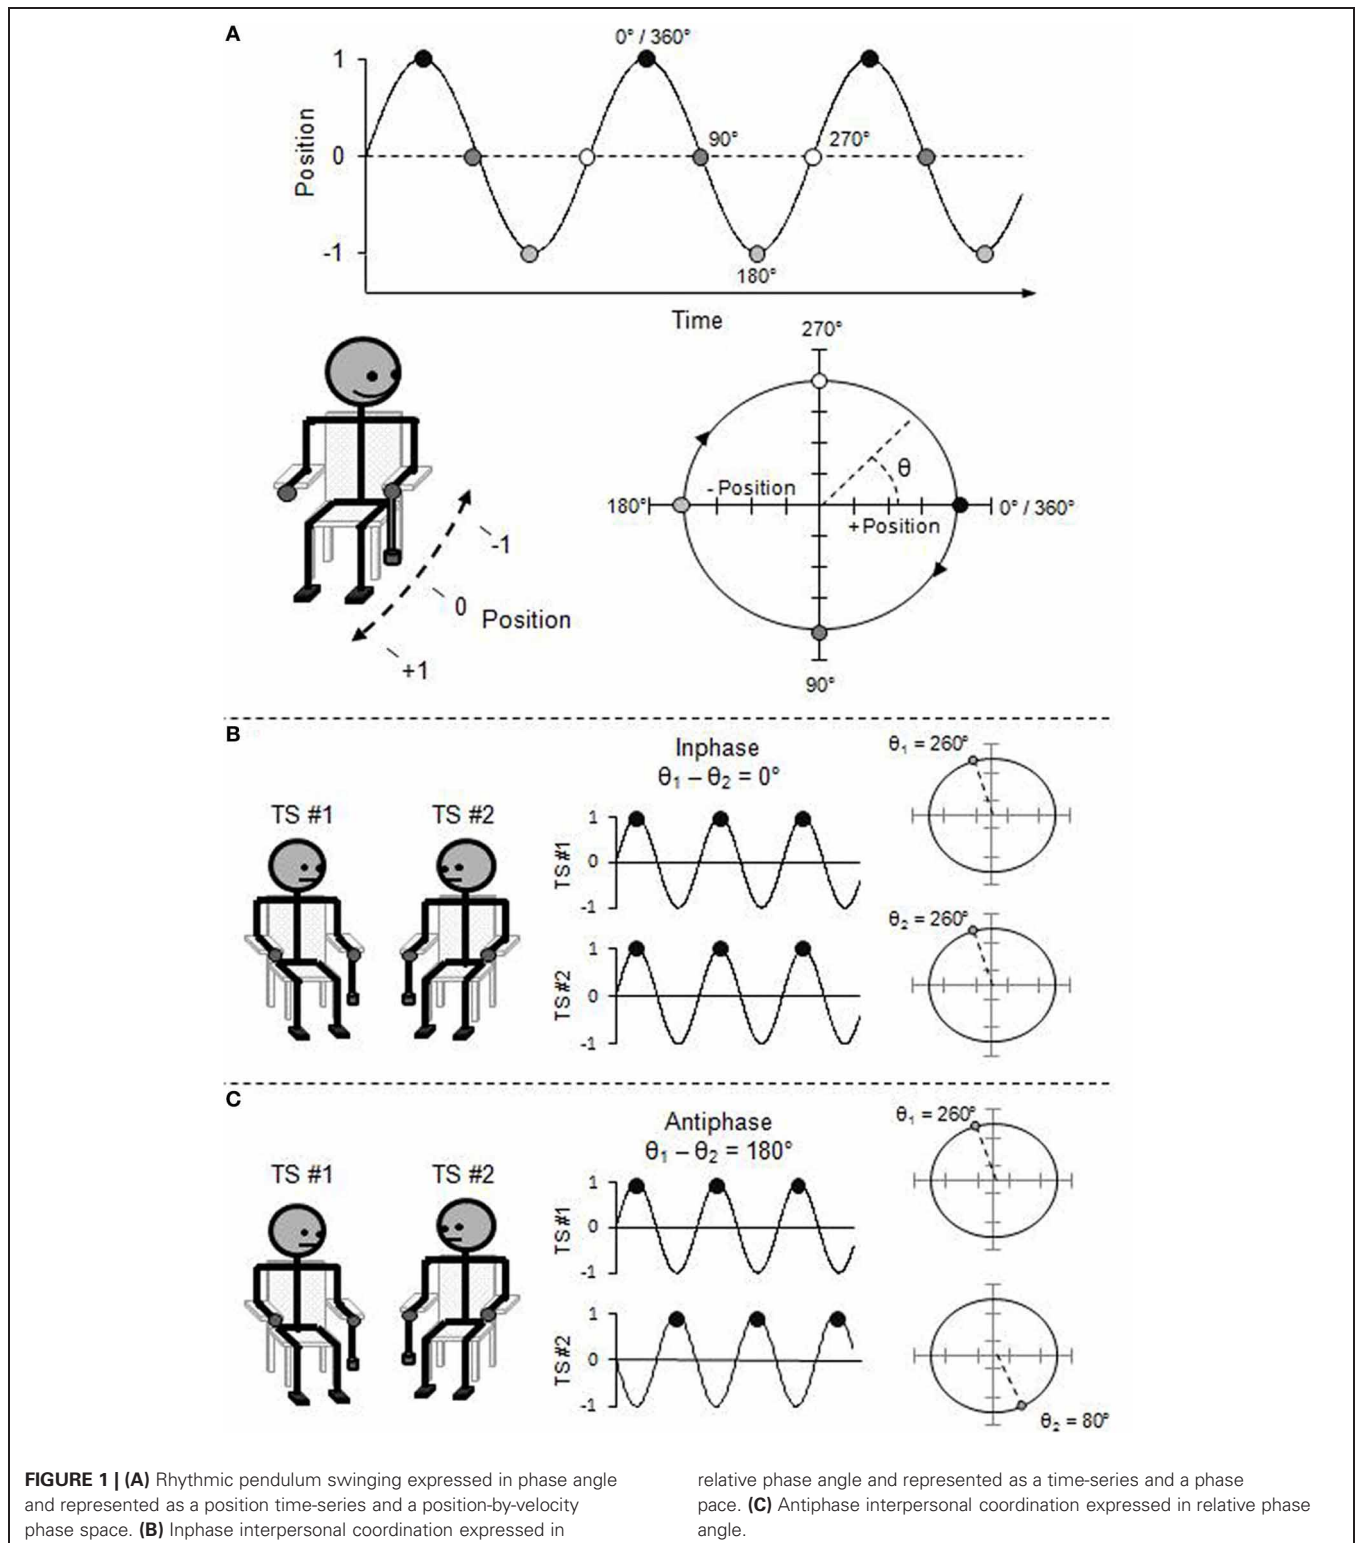 A
0° / 360°
1
90°
270°
0
Position
-1
180°
Time
270°
θ
- Position
180°
0° / 360°
+ Position
-1
0
Position
+1
90°
B
Inphase
θ₁ – θ₂ = 0°
θ₁ = 260°
TS #1
TS #2
1
0
-1
TS #1
θ₂ = 260°
1
0
-1
TS #2
C
Antiphase
θ₁ – θ₂ = 180°
θ₁ = 260°
TS #1
TS #2
1
0
-1
TS #1
1
0
-1
TS #2
θ₂ = 80°
FIGURE 1 | (A) Rhythmic pendulum swinging expressed in phase angle
and represented as a position time-series and a position-by-velocity
phase space. (B) Inphase interpersonal coordination expressed in
relative phase angle and represented as a time-series and a phase
pace. (C) Antiphase interpersonal coordination expressed in relative phase
angle.